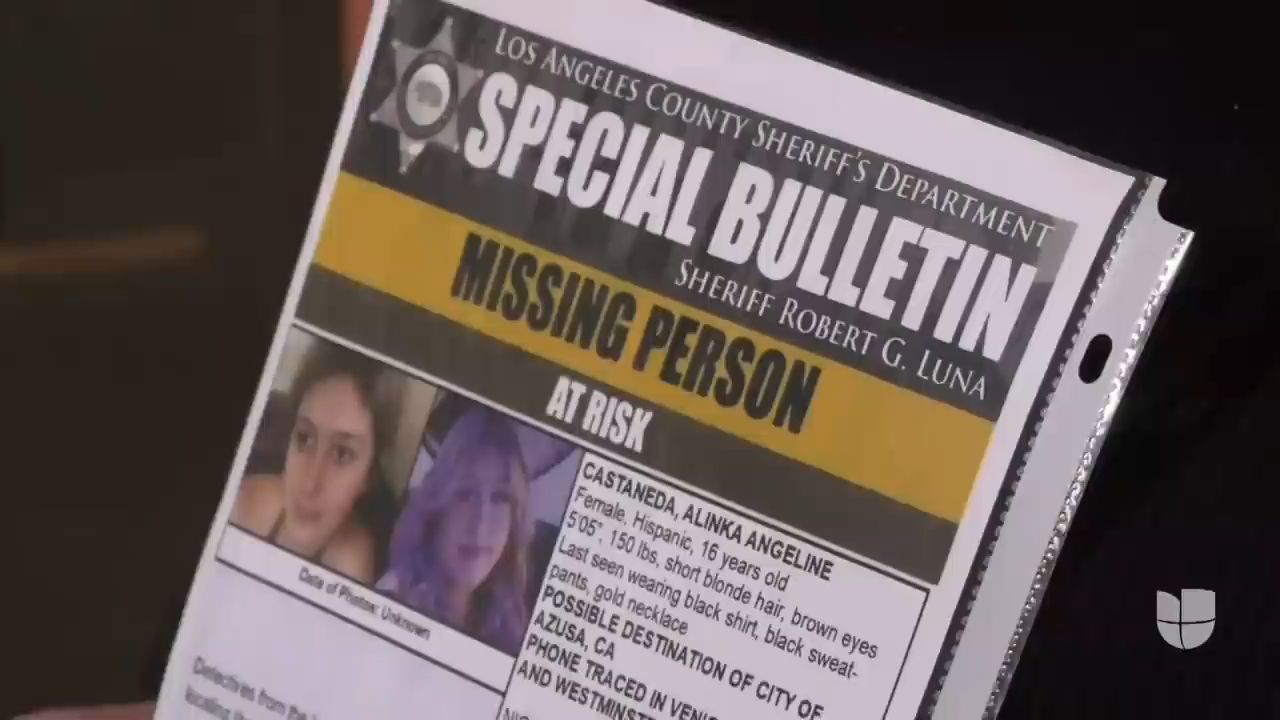 LOS ANGELES COUNTY SHERIFF'S DEPARTMENT
SPECIAL BULLETIN
SHERIFF ROBERT G. LUNA
MISSING PERSON
AT RISK
CASTANEDA, ALINKA ANGELINE
Female, Hispanic, 16 years old
5'05", 150 lbs, short blonde hair, brown eyes
Last seen wearing black shirt, black sweat-
pants, gold necklace
POSSIBLE DESTINATION OF CITY OF
AZUSA, CA
PHONE TRACED IN
AND
Date of Photos: Unknown
Detectives from the